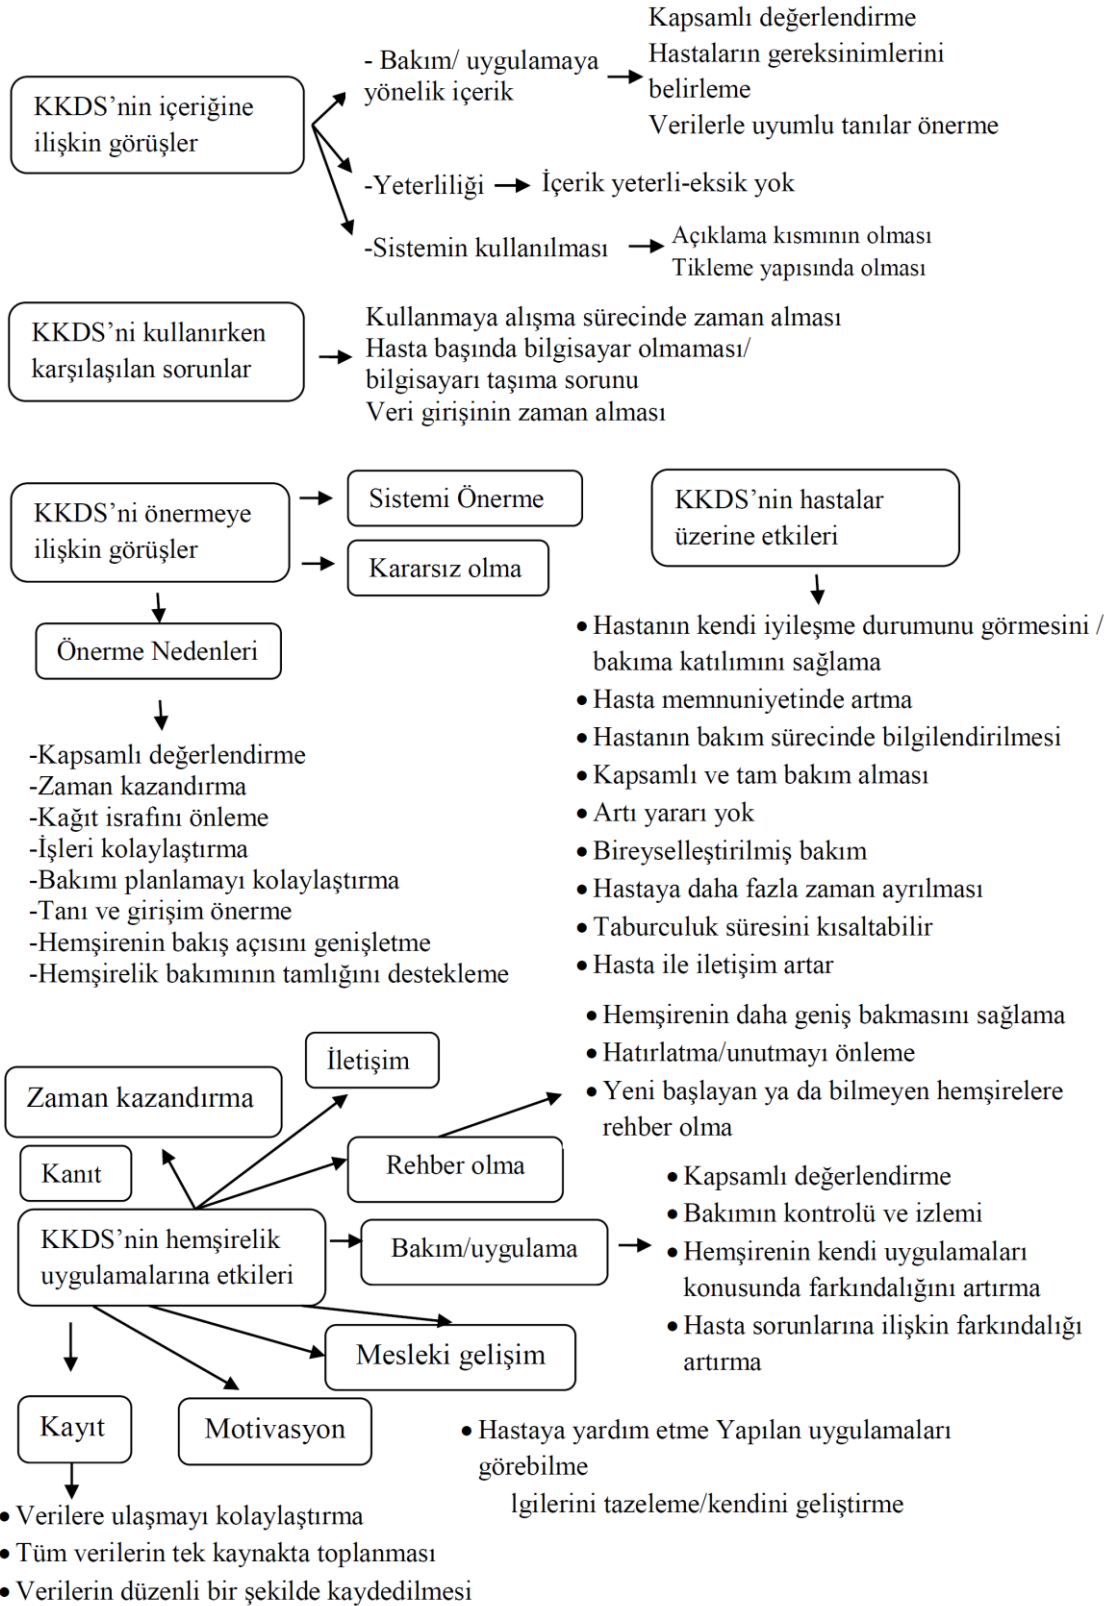 KKDS’nin içeriğine
ilişkin görüşler
- Bakım/ uygulamaya
yönelik içerik
Kapsamlı değerlendirme
Hastaların gereksinimlerini
belirleme
Verilerle uyumlu tanılar önerme
-Yeterliliği
İçerik yeterli-eksik yok
-Sistemin kullanılması
Açıklama kısmının olması
Tikleme yapısında olması
KKDS’ni kullanırken
karşılaşılan sorunlar
Kullanmaya alışma sürecinde zaman alması
Hasta başında bilgisayar olmaması/
bilgisayarı taşıma sorunu
Veri girişinin zaman alması
KKDS’ni önermeye
ilişkin görüşler
Sistemi Önerme
Kararsız olma
Önerme Nedenleri
-Kapsamlı değerlendirme
-Zaman kazandırma
-Kağıt israfını önleme
-İşleri kolaylaştırma
-Bakımı planlamayı kolaylaştırma
-Tanı ve girişim önerme
-Hemşirenin bakış açısını genişletme
-Hemşirelik bakımının tamlığını destekleme
KKDS’nin hastalar
üzerine etkileri
• Hastanın kendi iyileşme durumunu görmesini /
bakıma katılımını sağlama
• Hasta memnuniyetinde artma
• Hastanın bakım sürecinde bilgilendirilmesi
• Kapsamlı ve tam bakım alması
• Artı yararı yok
• Bireyselleştirilmiş bakım
• Hastaya daha fazla zaman ayrılması
• Taburculuk süresini kısaltabilir
• Hasta ile iletişim artar
İletişim
Zaman kazandırma
Kanıt
KKDS’nin hemşirelik
uygulamalarına etkileri
Rehber olma
• Hemşirenin daha geniş bakmasını sağlama
• Hatırlatma/unutmayı önleme
• Yeni başlayan ya da bilmeyen hemşirelere
rehber olma
Bakım/uygulama
• Kapsamlı değerlendirme
• Bakımın kontrolü ve izlemi
• Hemşirenin kendi uygulamaları
konusunda farkındalığını artırma
• Hasta sorunlarına ilişkin farkındalığı
artırma
Mesleki gelişim
Motivasyon
Kayıt
• Hastaya yardım etme Yapılan uygulamaları
görebilme
lgilerini tazeleme/kendini geliştirme
• Verilere ulaşmayı kolaylaştırma
• Tüm verilerin tek kaynakta toplanması
• Verilerin düzenli bir şekilde kaydedilmesi